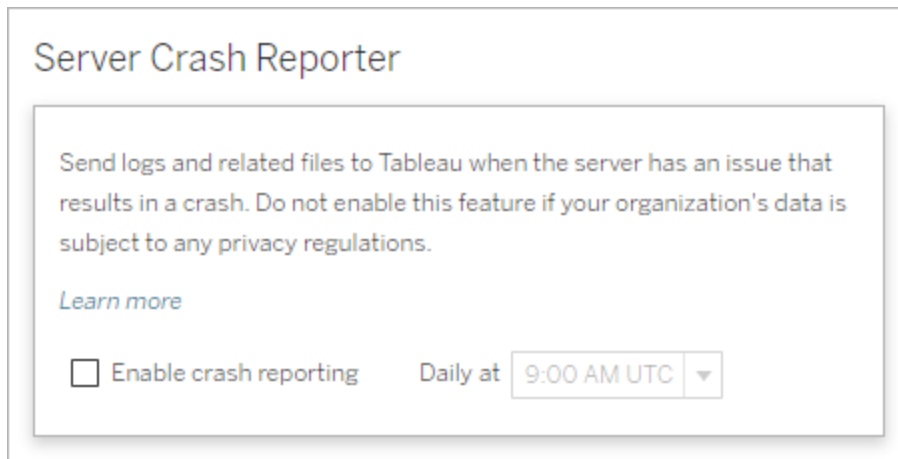 Server Crash Reporter
Send logs and related files to Tableau when the server has an issue that
results in a crash. Do not enable this feature if your organization's data is
subject to any privacy regulations.
Learn more
Enable crash reporting Daily at 9:00 AM UTC